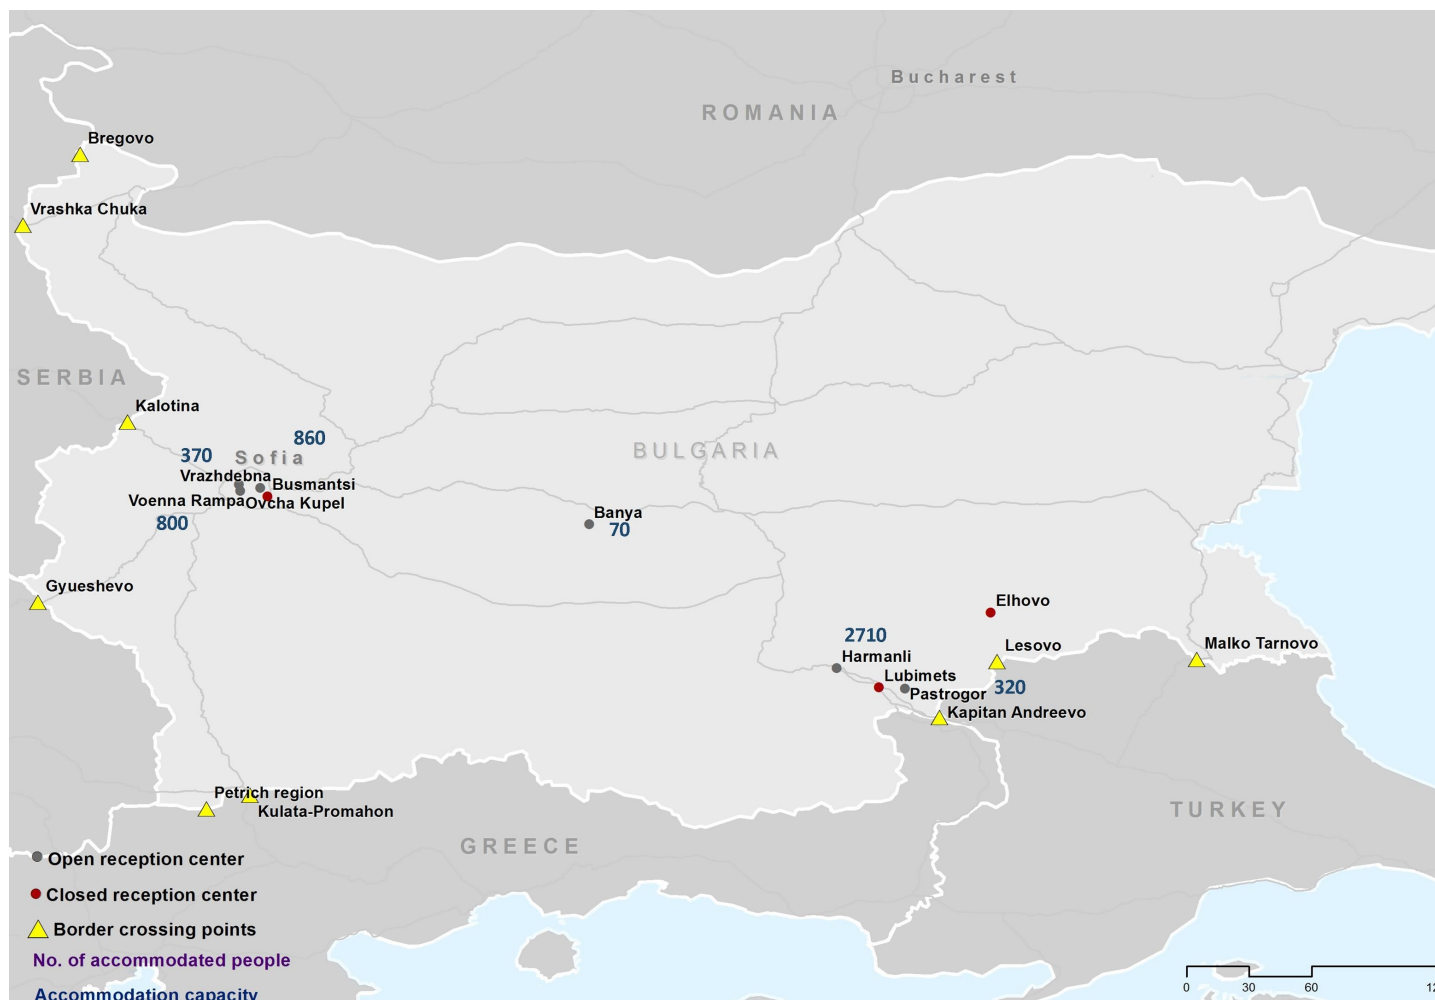 Bucharest
ROMANIA
Bregovo
Vrashka Chuka
SERBIA
Kalotina
860
370
Sofia
BULGARIA
Vrazhdebna
Busmantsi
Voenna Rampa
Ovcha Kupel
800
Banya
70
Gyueshevo
Elhovo
2710
Harmanli
Lesovo
Malko Tarnovo
Lubimets
320
Pastrogor
Kapitan Andreevo
Petrich region
Kulata-Promahon
TURKEY
GREECE
Open reception center
Closed reception center
Border crossing points
No. of accommodated people
Accommodation capacity
0 30 60